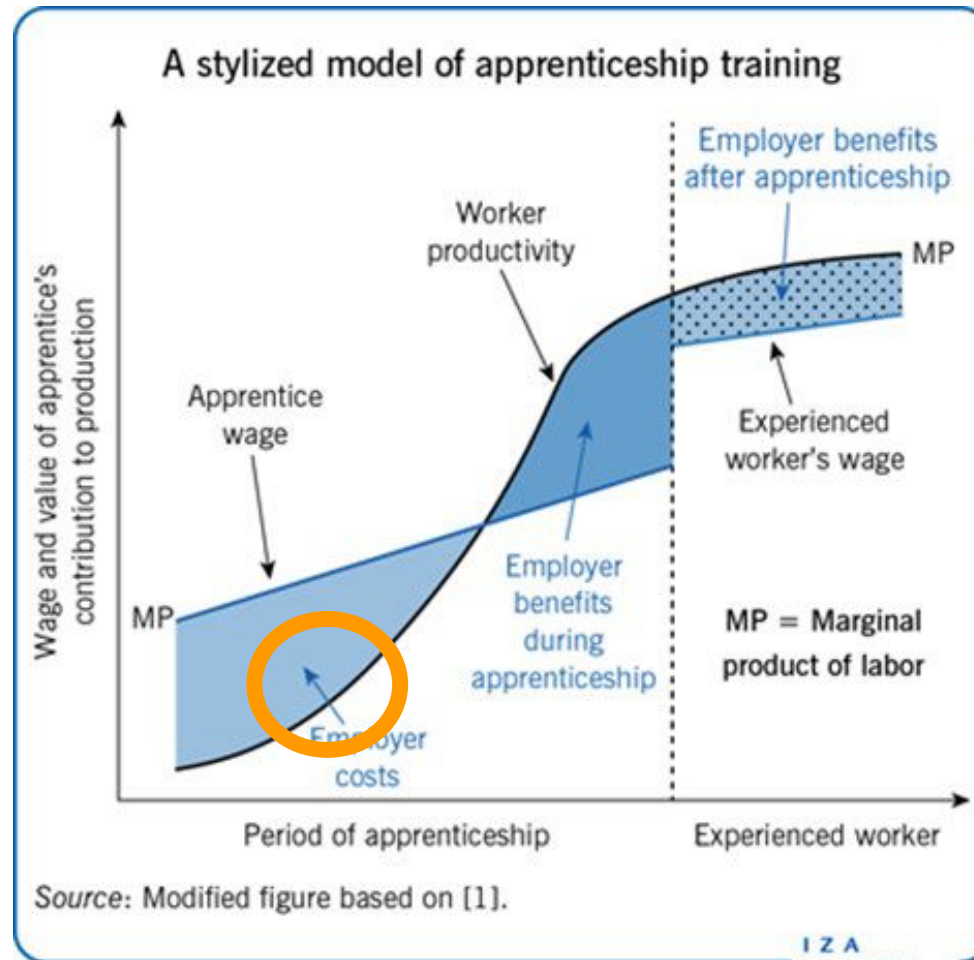 A stylized model of apprenticeship training
Wage and value of apprentice's
contribution to production
Employer benefits
after apprenticeship
Worker
productivity
MP
Apprentice
wage
Experienced
worker's wage
MP
Employer
benefits
during
apprenticeship
MP = Marginal
product of labor
Employer
costs
Period of apprenticeship
Experienced worker
Source: Modified figure based on [1].
I Z A